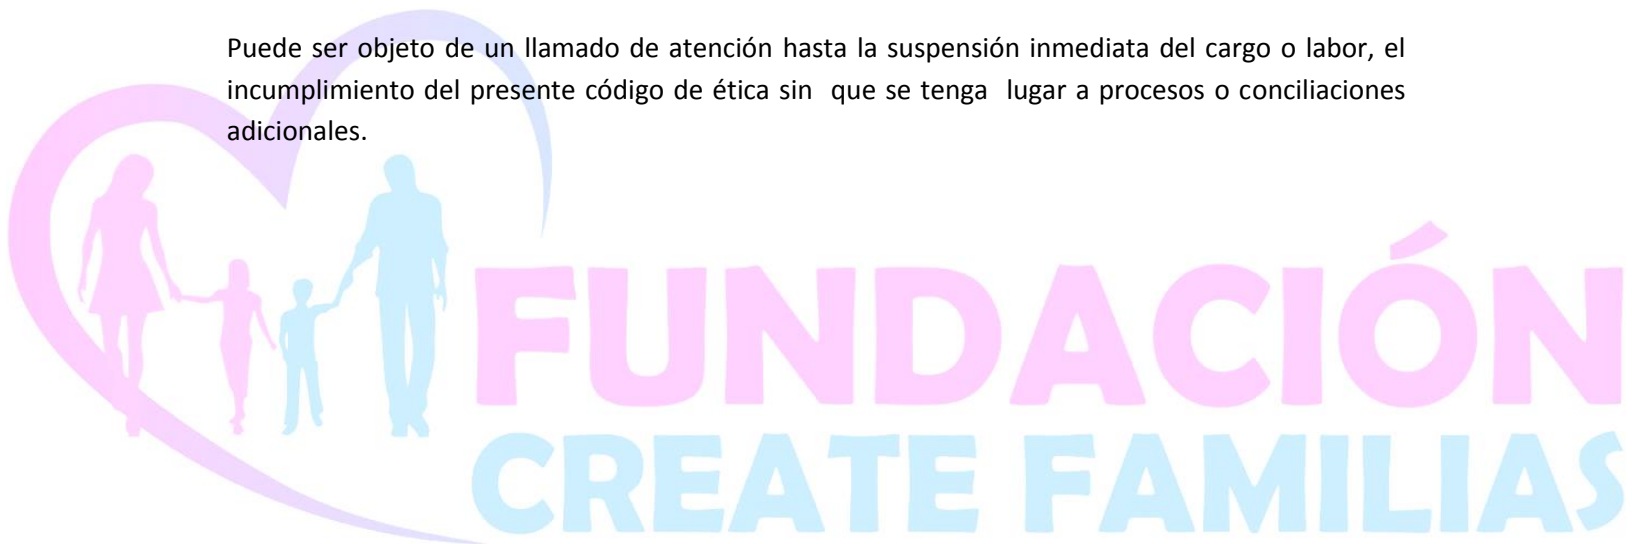 Puede ser objeto de un llamado de atención hasta la suspensión inmediata del cargo o labor, el
incumplimiento del presente código de ética sin  que se tenga  lugar a procesos o conciliaciones
adicionales.
FUNDACIÓN
CREATE FAMILIAS